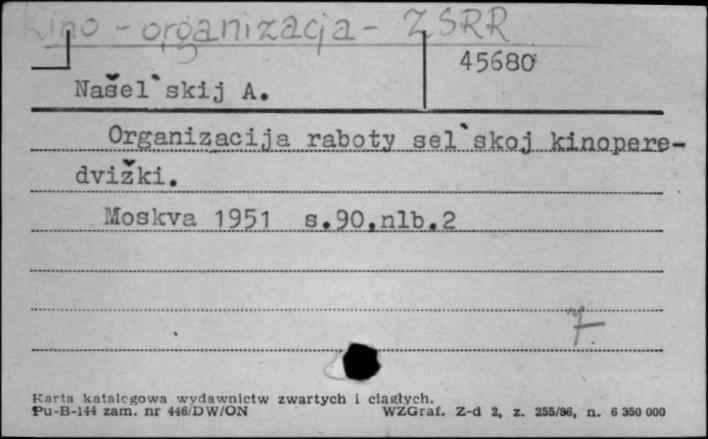 Kino - organizacja - ZSRR
45680
Našel`skij A.
Organizacija raboty sel`skoj kinopere-
dvižki.
Moskva 1951 s.90,nlb.2
Karta katalogowa wydawnictw zwartych i ciągłych.
Pu-B-144 zam. nr 446/DW/ON WZGraf. Z-d 2, z. 255/86, n. 6 350 000